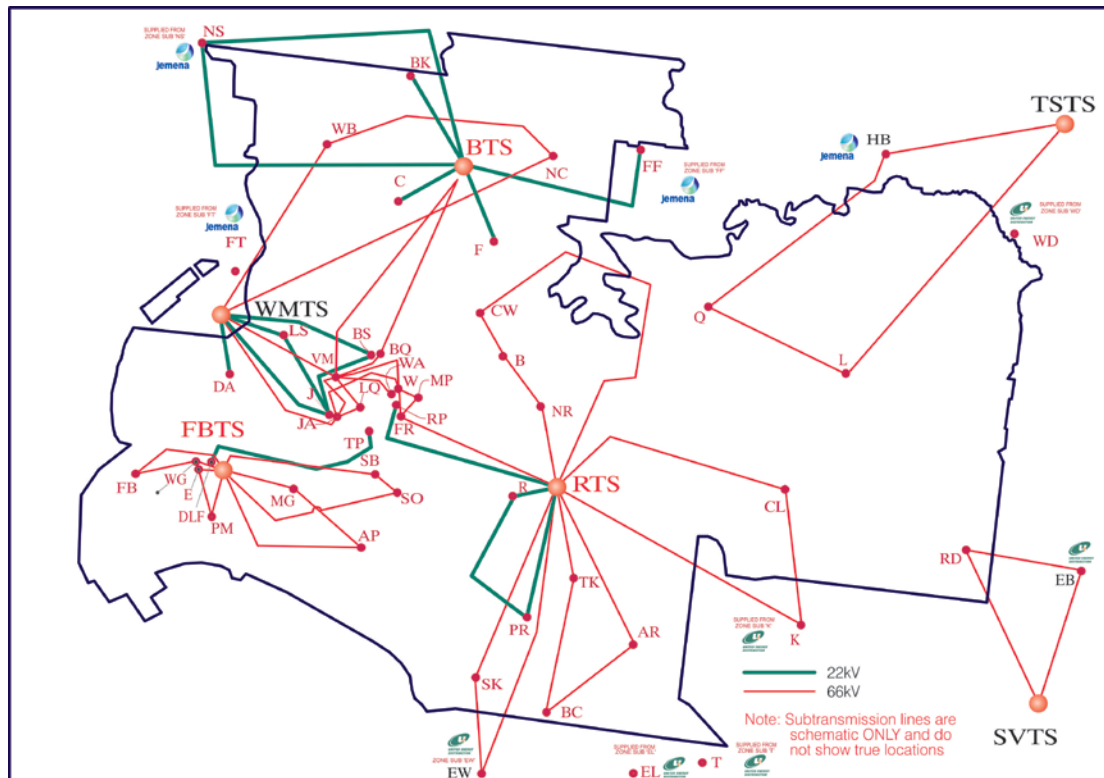 SUPPLIED FROM
ZONE SUB 'NS'
NS
Jemena
BK
WB
BTS
NC
C
F
FF
SUPPLIED FROM
ZONE SUB 'FF'
Jemena
TSTS
HB
Jemena
SUPPLIED FROM
ZONE SUB 'WD'
WD
SUPPLIED FROM
ZONE SUB 'FT'
Jemena
FT
WMTS
LS
BS
BQ
VM
WA
W
MP
J
LQ
JA
FR
RP
DA
CW
B
NR
Q
L
FBTS
TP
SB
SO
FB
WG
E
DLF
PM
MG
AP
R
RTS
CL
TK
PR
AR
K
SK
BC
EW
RD
EB
SVTS
SUPPLIED FROM
ZONE SUB 'K'
22kV
66kV
Note: Subtransmission lines are
schematic ONLY and do
not show true locations
SUPPLIED FROM
ZONE SUB 'EW'
SUPPLIED FROM
ZONE SUB 'EL'
EL
T
SUPPLIED FROM
ZONE SUB 'T'